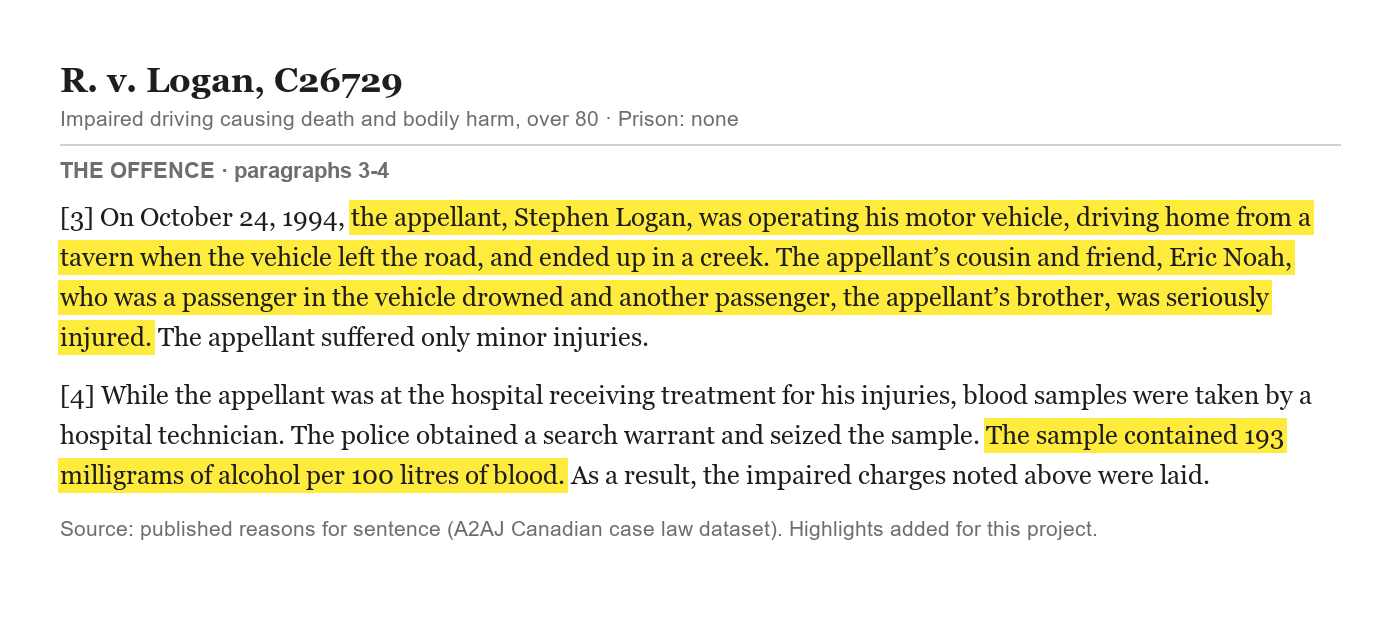 R. v. Logan, C26729
Impaired driving causing death and bodily harm, over 80 · Prison: none
THE OFFENCE · paragraphs 3-4
[3] On October 24, 1994, the appellant, Stephen Logan, was operating his motor vehicle, driving home from a
tavern when the vehicle left the road, and ended up in a creek. The appellant’s cousin and friend, Eric Noah,
who was a passenger in the vehicle drowned and another passenger, the appellant’s brother, was seriously
injured. The appellant suffered only minor injuries.
[4] While the appellant was at the hospital receiving treatment for his injuries, blood samples were taken by a
hospital technician. The police obtained a search warrant and seized the sample. The sample contained 193
milligrams of alcohol per 100 litres of blood. As a result, the impaired charges noted above were laid.
Source: published reasons for sentence (A2AJ Canadian case law dataset). Highlights added for this project.